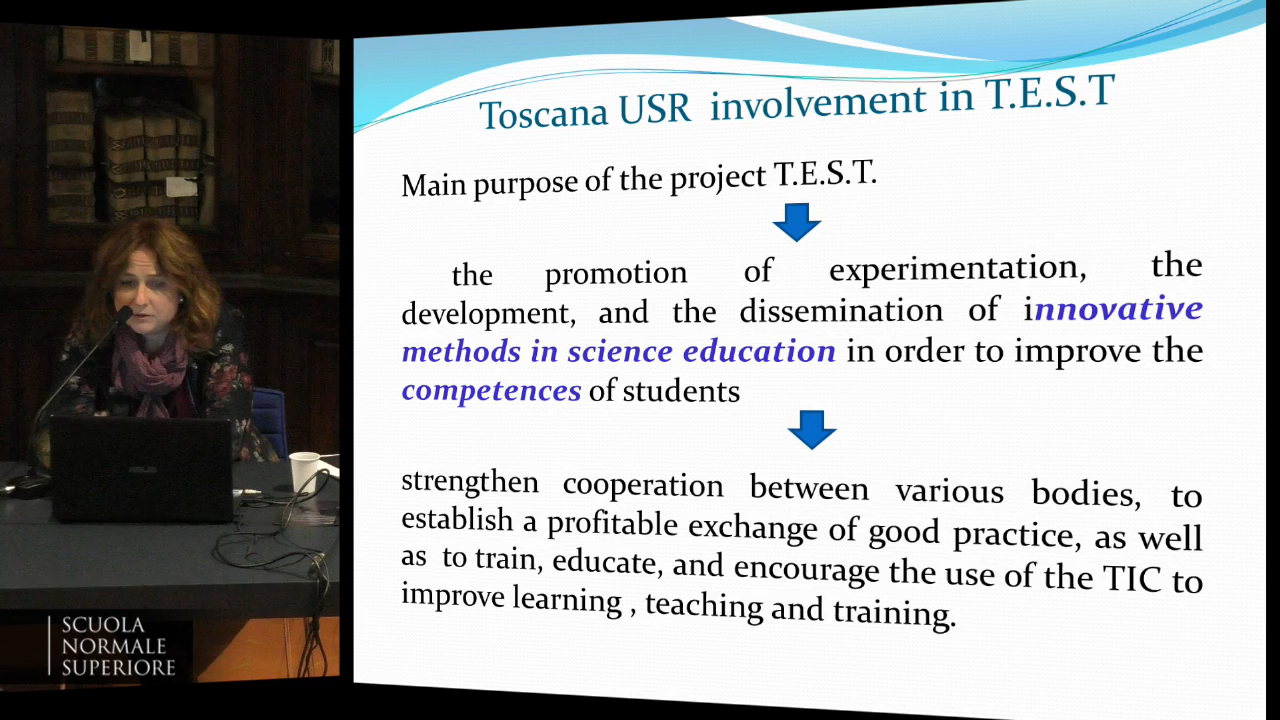 Toscana USR involvement in T.E.S.T
Main purpose of the project T.E.S.T.
the promotion of experimentation, the
development, and the dissemination of innovative
methods in science education in order to improve the
competences of students
strengthen cooperation between various bodies, to
establish a profitable exchange of good practice, as well
as to train, educate, and encourage the use of the TIC to
improve learning , teaching and training.
ASUS
SCUOLA
NORMALE
SUPERIORE